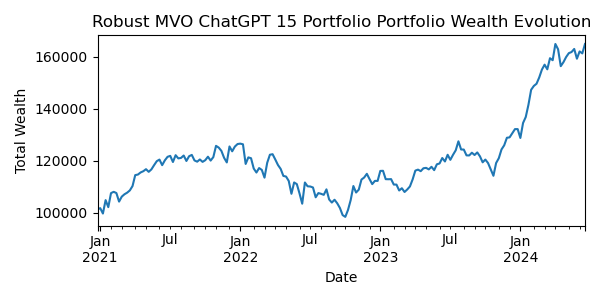 Robust MVO ChatGPT 15 Portfolio Portfolio Wealth Evolution
Total Wealth
160000
140000
120000
100000
Jan Jul Jan Jul Jan Jul Jan
2021 2022 2023 2024
Date